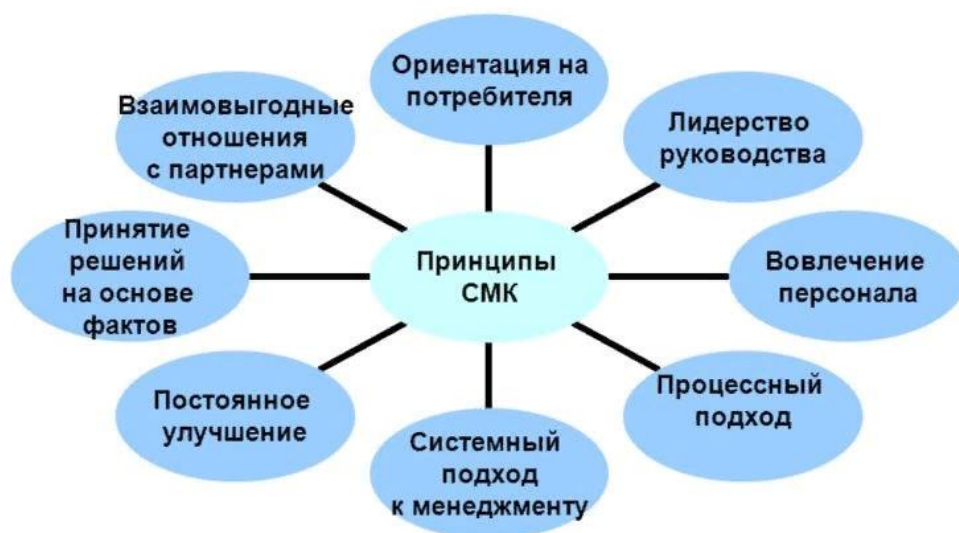 Ориентация на
потребителя
Лидерство
руководства
Вовлечение
персонала
Процессный
подход
Системный
подход
к менеджменту
Постоянное
улучшение
Принятие
решений
на основе
фактов
Взаимовыгодные
отношения
с партнерами
Принципы
СМК